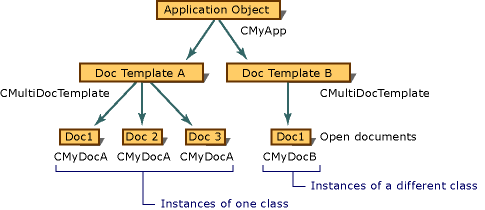 Application Object
CMyApp
Doc Template A
Doc Template B
CMultiDocTemplate
CMultiDocTemplate
Doc1
Doc 2
Doc 3
Doc1
Open documents
CMyDocA
CMyDocA
CMyDocA
CMyDocB
Instances of a different class
Instances of one class